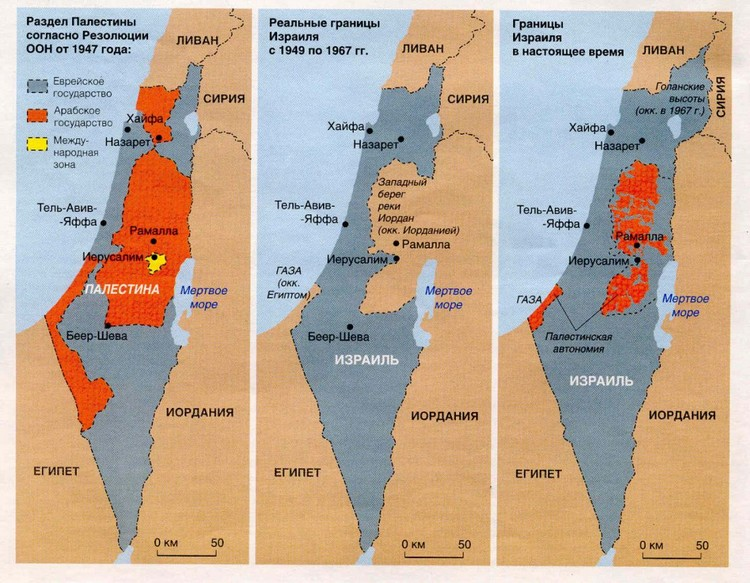 Раздел Палестины
согласно Резолюции
ООН от 1947 года:
Еврейское
государство
Арабское
государство
Между-
народная
зона
ЛИВАН
СИРИЯ
Хайфа
Назарет
Тель-Авив-
-Яффа
Рамалла
Иерусалим
ПАЛЕСТИНА
Мертвое
море
Беер-Шева
ИОРДАНИЯ
ЕГИПЕТ
0 км 50
Реальные границы
Израиля
с 1949 по 1967 гг.
ЛИВАН
СИРИЯ
Хайфа
Назарет
Западный
берег
реки
Иордан
(окк. Иорданией)
Тель-Авив-
-Яффа
Рамалла
Иерусалим
ГАЗА
(окк.
Египтом)
Мертвое
море
Беер-Шева
ИЗРАИЛЬ
ИОРДАНИЯ
ЕГИПЕТ
0 км 50
Границы
Израиля
в настоящее время
ЛИВАН
СИРИЯ
Голанские
высоты
(окк. в 1967 г.)
Хайфа
Назарет
Тель-Авив-
-Яффа
Рамалла
Иерусалим
ГАЗА
Мертвое
море
Палестинская
автономия
ИЗРАИЛЬ
ИОРДАНИЯ
ЕГИПЕТ
0 км 50